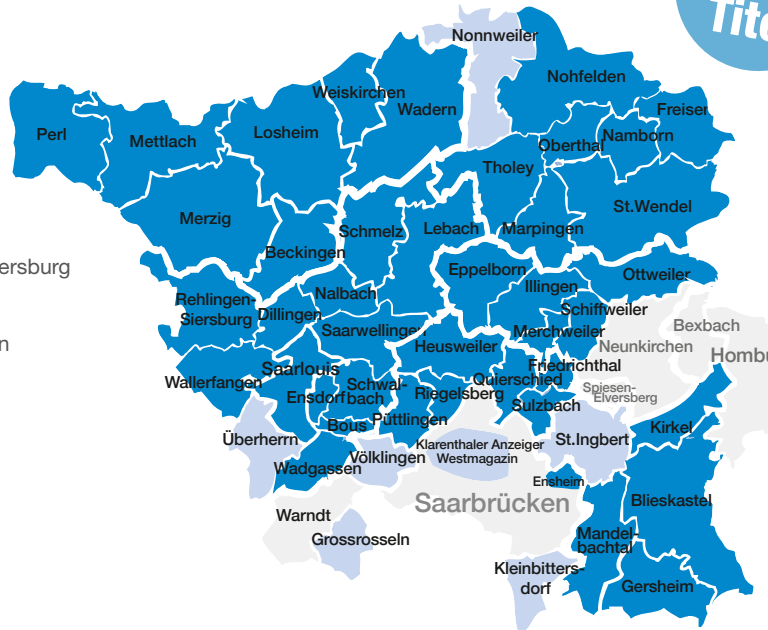 Nonnweiler
Nohfelden
Weiskirchen
Wadern
Freisen
Perl
Mettlach
Losheim
Oberthal
Namborn
Tholey
Merzig
St.Wendel
Schmelz
Lebach
Marpingen
Beckingen
ersburg
Eppelborn
Ottweiler
Illingen
Rehlingen-
Siersburg
Nalbach
Dillingen
Schiffweiler
Saarwellingen
Merchweiler
Bexbach
n
Heusweiler
Neunkirchen
Hombu
Friedrichthal
Saarlouis
Wallerfangen
Quierschied
Schwal-
bach
Ensdorf
Riegelsberg
Spiesen-
Elversberg
Sulzbach
Bous
Püttlingen
Kirkel
Überherrn
Klarenthaler Anzeiger
Westmagazin
St.Ingbert
Völklingen
Wadgassen
Ensheim
Saarbrücken
Blieskastel
Warndt
Grossrosseln
Mandel-
bachtal
Kleinbitters-
dorf
Gersheim